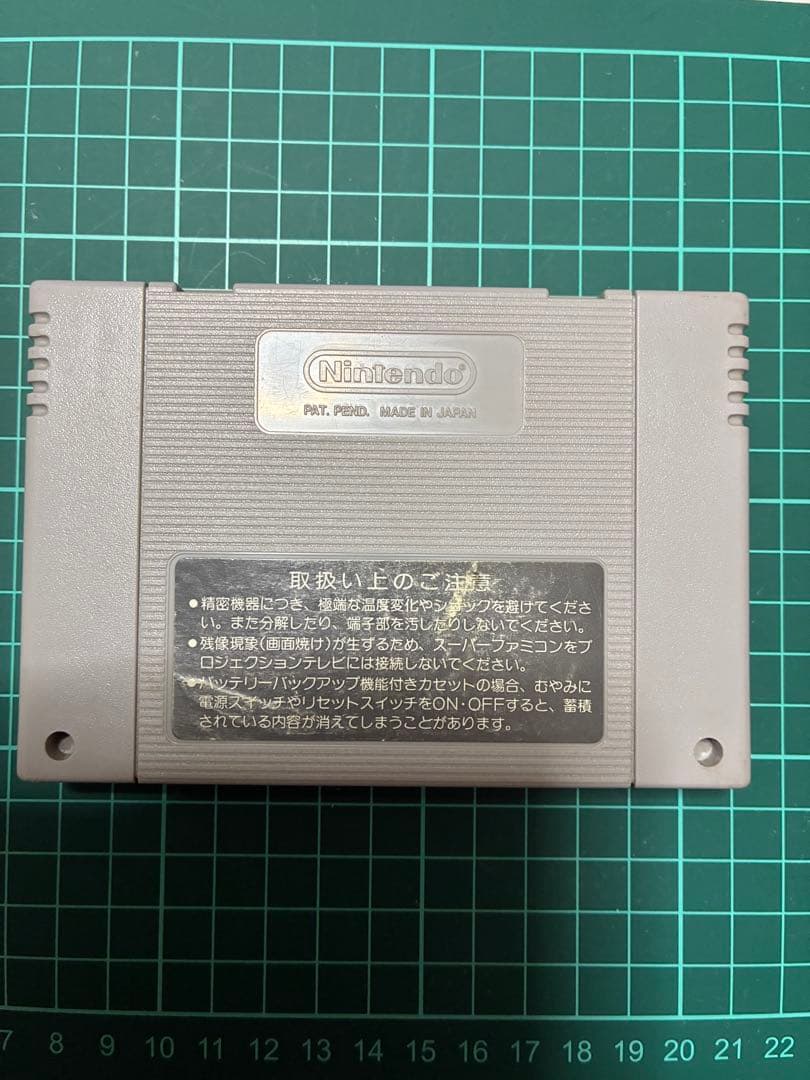 Nintendo®
PAT. PEND. MADE IN JAPAN
取扱い上のご注意
●精密機器につき、極端な温度変化やショックを避けてくださ
い。また分解したり、端子部を汚したりしないでください。
●残像現象(画面焼け)が生ずるため、スーパーファミコンをプ
ロジェクションテレビには接続しないでください。
●バッテリーバックアップ機能付きカセットの場合、むやみに
電源スイッチやリセットスイッチをON・OFFすると、蓄積
されている内容が消えてしまうことがあります。
7 8 9 10 11 12 13 14 15 16 17 18 19 20 21 22